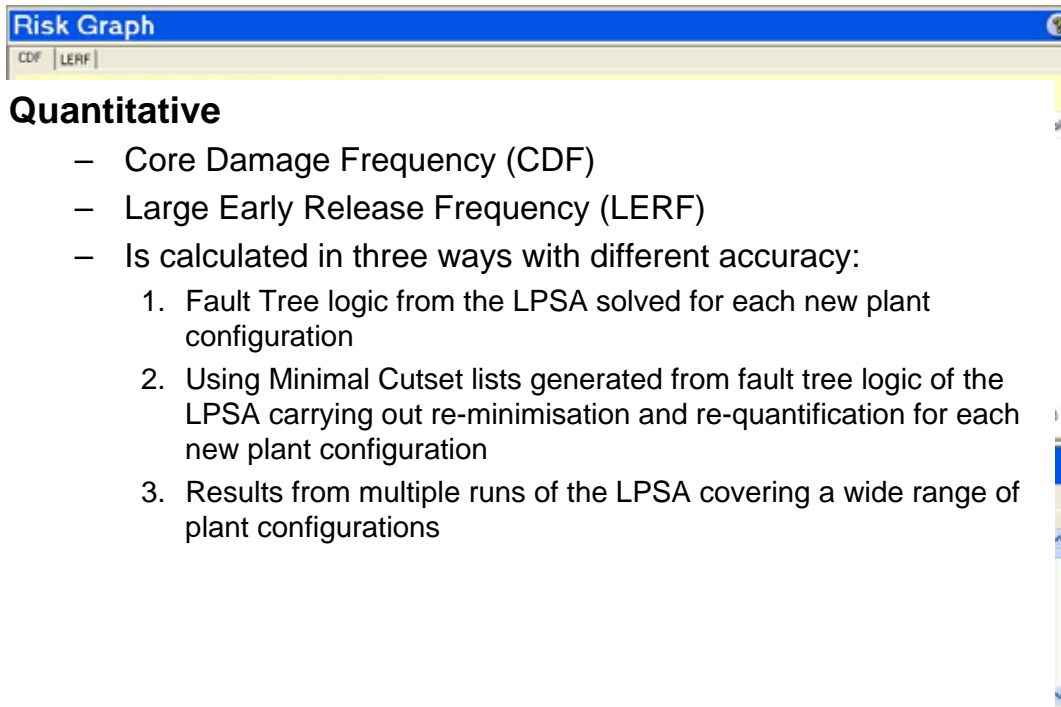 Risk Graph
CDF LERF
Quantitative
– Core Damage Frequency (CDF)
– Large Early Release Frequency (LERF)
– Is calculated in three ways with different accuracy:
1. Fault Tree logic from the LPSA solved for each new plant
configuration
2. Using Minimal Cutset lists generated from fault tree logic of the
LPSA carrying out re-minimisation and re-quantification for each
new plant configuration
3. Results from multiple runs of the LPSA covering a wide range of
plant configurations